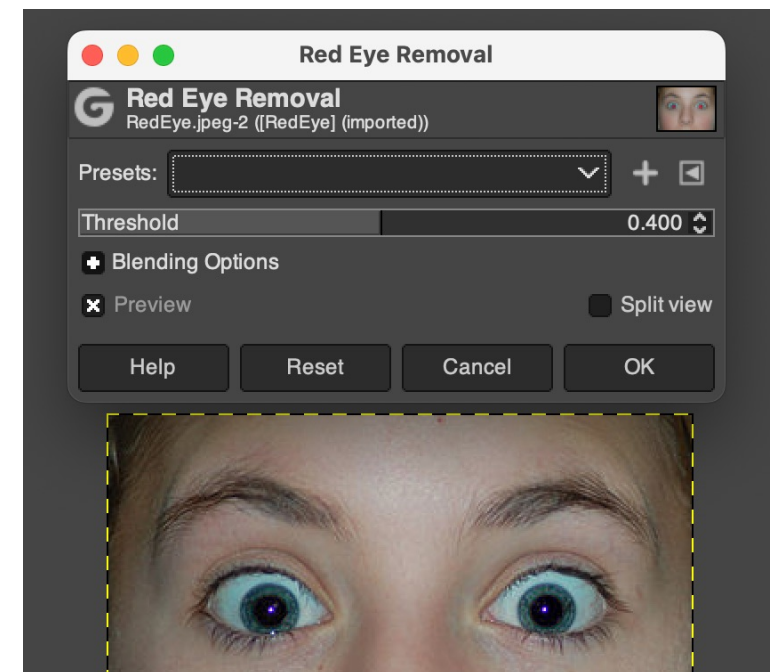 Red Eye Removal
Red Eye Removal
RedEye.jpeg-2 ([RedEye] (imported))
Presets:
Threshold 0.400
Blending Options
Preview Split view
Help Reset Cancel OK